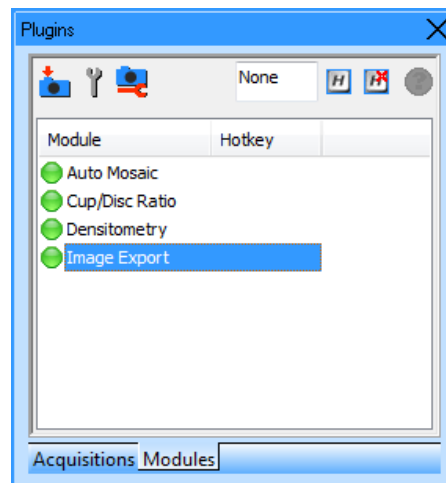 Plugins
None
H H
Module Hotkey
Auto Mosaic
Cup/Disc Ratio
Densitometry
Image Export
Acquisitions Modules